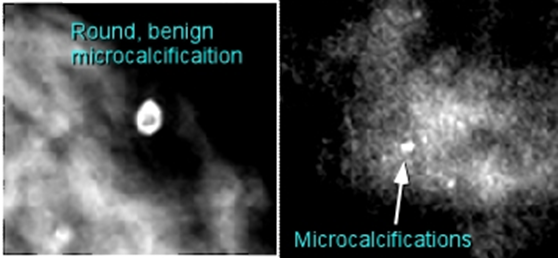 Round, benign
microcalcificaition
Microcalcifications